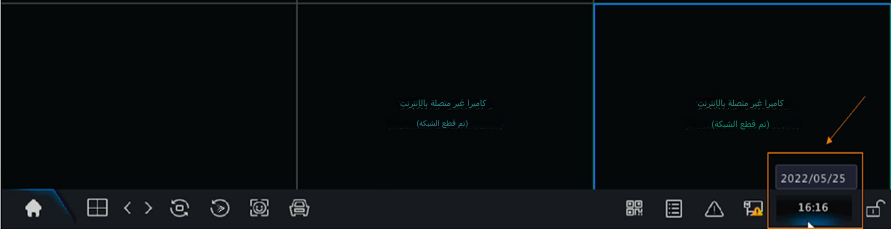 كاميرا غير متصلة بالإنترنت
(تم قطع الشبكة)
كاميرا غير متصلة بالإنترنت
(تم قطع الشبكة)
2022/05/25
16:16